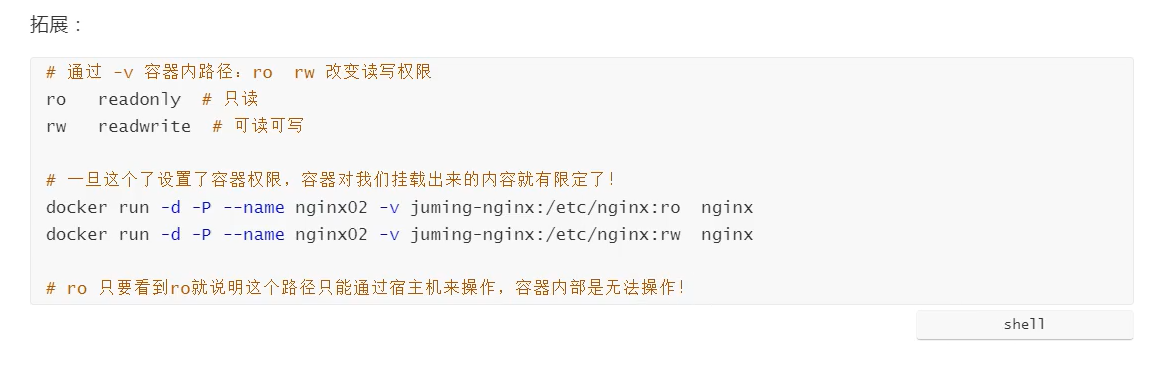 拓展：
# 通过 -v 容器内路径：ro  rw 改变读写权限
ro   readonly  # 只读
rw   readwrite  # 可读可写
# 一旦这个了设置了容器权限，容器对我们挂载出来的内容就有限定了！
docker run -d -P --name nginx02 -v juming-nginx:/etc/nginx:ro  nginx
docker run -d -P --name nginx02 -v juming-nginx:/etc/nginx:rw  nginx
# ro 只要看到ro就说明这个路径只能通过宿主机来操作，容器内部是无法操作！
shell